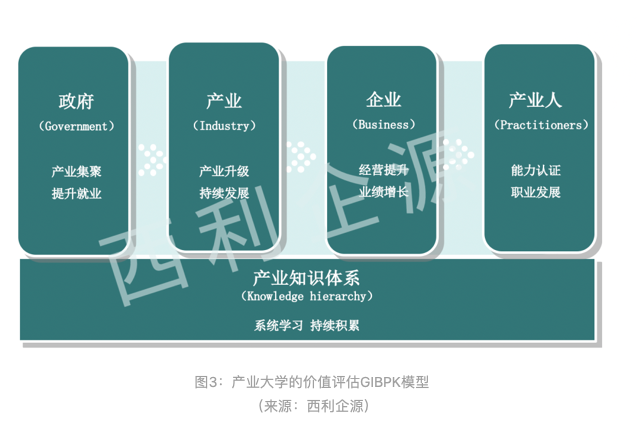 政府
（Government）
产业集聚
提升就业
产业
（Industry）
产业升级
持续发展
企业
（Business）
经营提升
业绩增长
产业人
（Practitioners）
能力认证
职业发展
产业知识体系
（Knowledge hierarchy）
系统学习 持续积累
西利企源
图3：产业大学的价值评估GIBPK模型
（来源：西利企源）